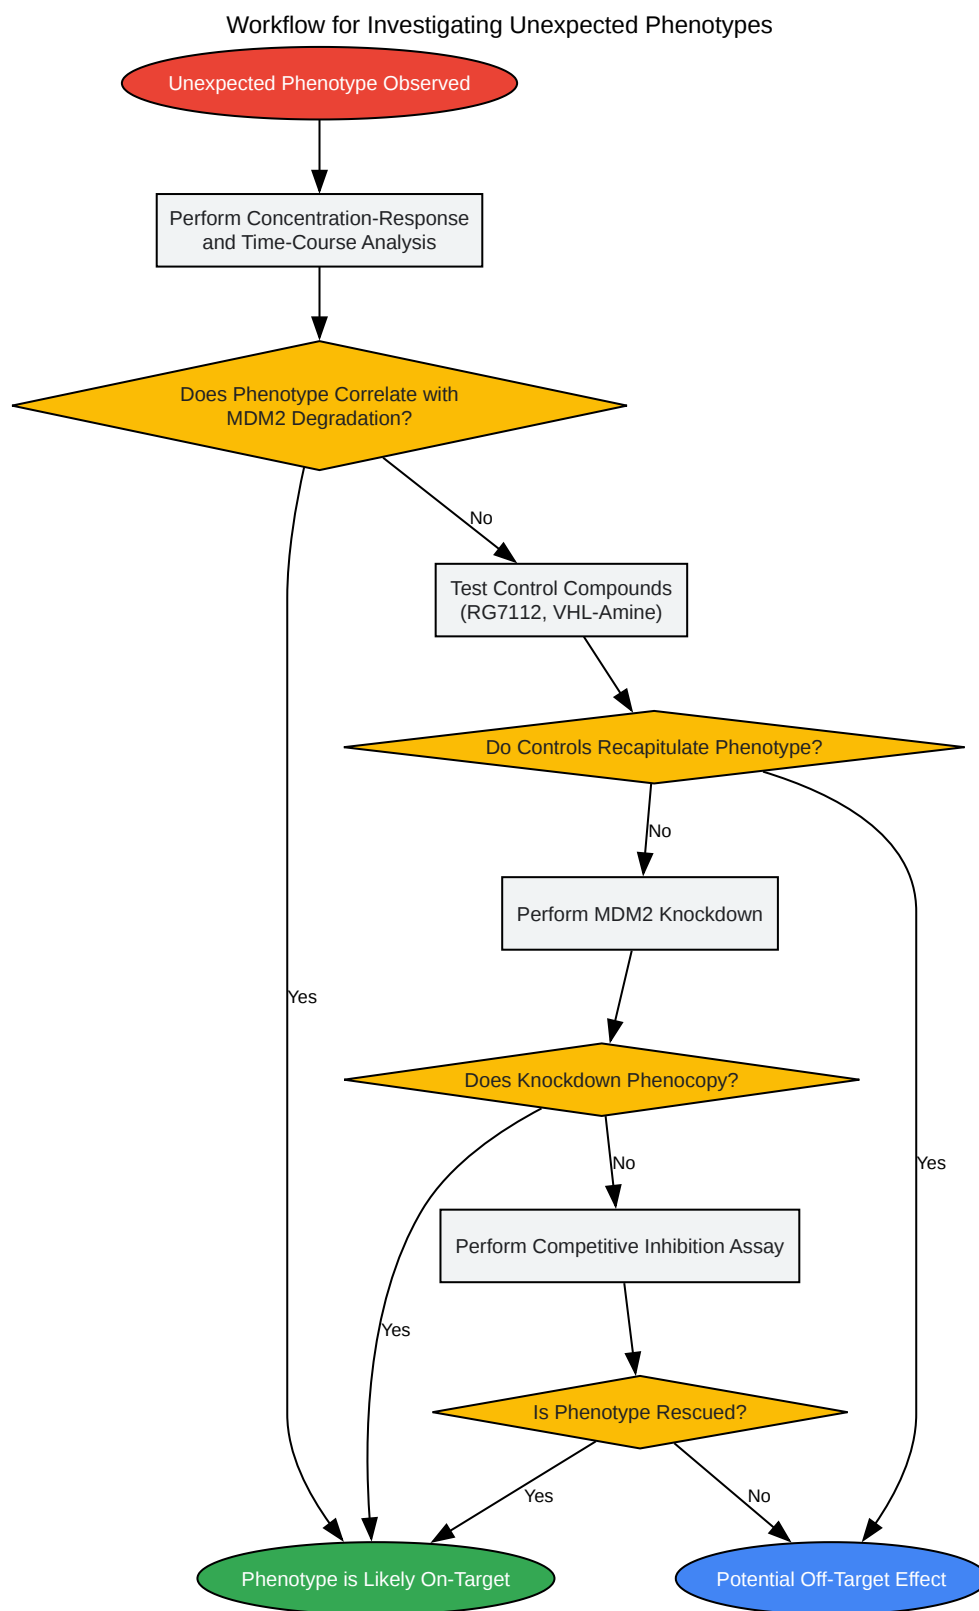 Workflow for Investigating Unexpected Phenotypes
Unexpected Phenotype Observed
Perform Concentration-Response
and Time-Course Analysis
Does Phenotype Correlate with
MDM2 Degradation?
No
Test Control Compounds
(RG7112, VHL-Amine)
Do Controls Recapitulate Phenotype?
No
Perform MDM2 Knockdown
Yes
Does Knockdown Phenocopy?
No
Yes
Perform Competitive Inhibition Assay
Yes
Is Phenotype Rescued?
Yes
No
Phenotype is Likely On-Target
Potential Off-Target Effect